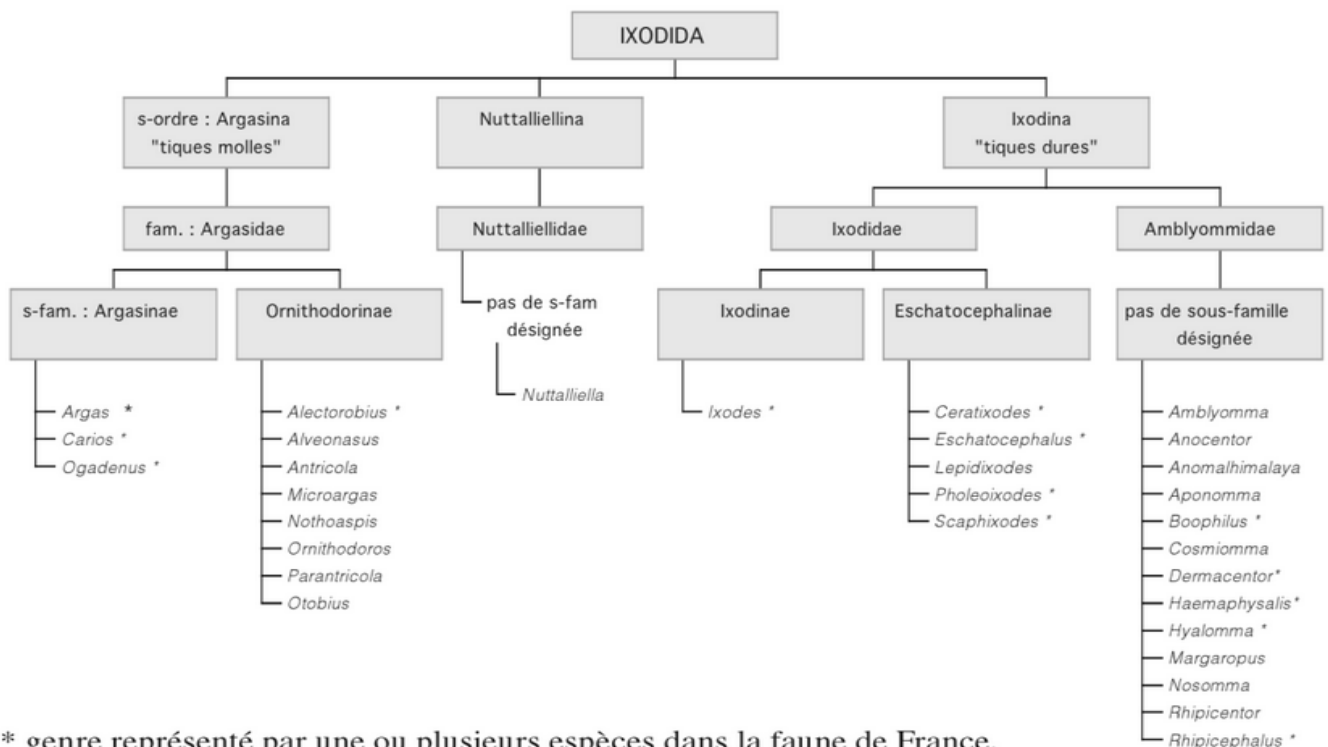 IXODIDA
s-ordre : Argasina
"tiques molles"
Nuttalliellina
Ixodina
"tiques dures"
fam. : Argasidae
Nuttalliellidae
Ixodidae
Amblyommidae
s-fam. : Argasinae
Ornithodorinae
pas de s-fam
désignée
Ixodinae
Eschatocephalinae
pas de sous-famille
désignée
Argas *
Carios *
Ogadenus *
Alectorobius *
Alveonasus
Antricola
Microargas
Nothoaspis
Ornithodoros
Parantricola
Otobius
Nuttalliella
Ixodes *
Ceratixodes *
Eschatocephalus *
Lepidixodes
Pholeoixodes *
Scaphixodes *
Amblyomma
Anocentor
Anomalhimalaya
Aponomma
Boophilus *
Cosmiomma
Dermacentor*
Haemaphysalis*
Hyalomma *
Margaropus
Nosomma
Rhipicentor
Rhipicephalus *
* genre représenté par une ou plusieurs espèces dans la faune de France.